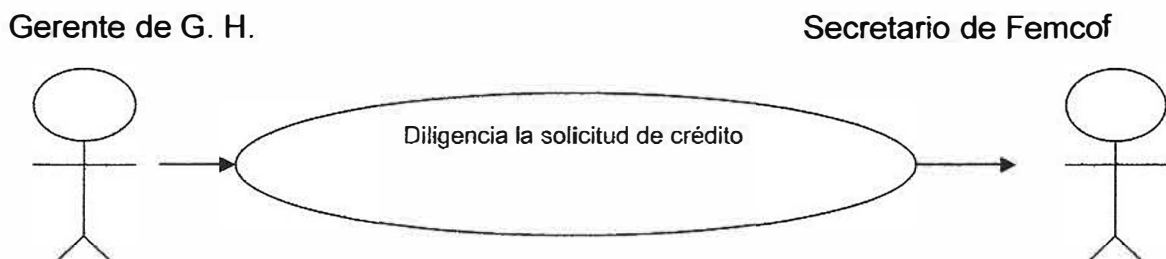 Gerente de G. H.
Secretario de Femcof
Diligencia la solicitud de crédito